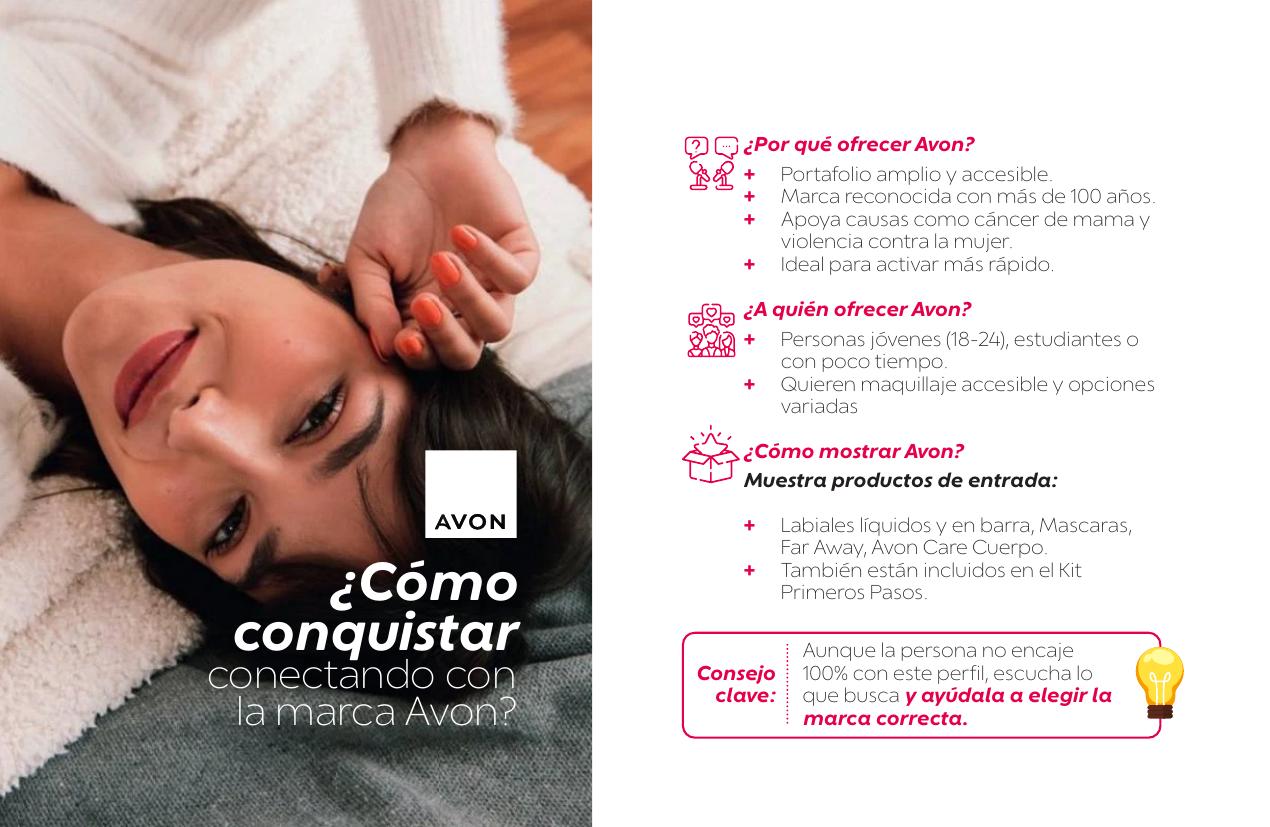 AVON
¿Cómo
conquistar
conectando con
la marca Avon?
¿Por qué ofrecer Avon?
+ Portafolio amplio y accesible.
+ Marca reconocida con más de 100 años.
+ Apoya causas como cáncer de mama y
violencia contra la mujer.
+ Ideal para activar más rápido.
¿A quién ofrecer Avon?
+ Personas jóvenes (18-24), estudiantes o
con poco tiempo.
+ Quieren maquillaje accesible y opciones
variadas
¿Cómo mostrar Avon?
Muestra productos de entrada:
+ Labiales líquidos y en barra, Mascaras,
Far Away, Avon Care Cuerpo.
+ También están incluidos en el Kit
Primeros Pasos.
Consejo
clave:
Aunque la persona no encaje
100% con este perfil, escucha lo
que busca y ayúdala a elegir la
marca correcta.